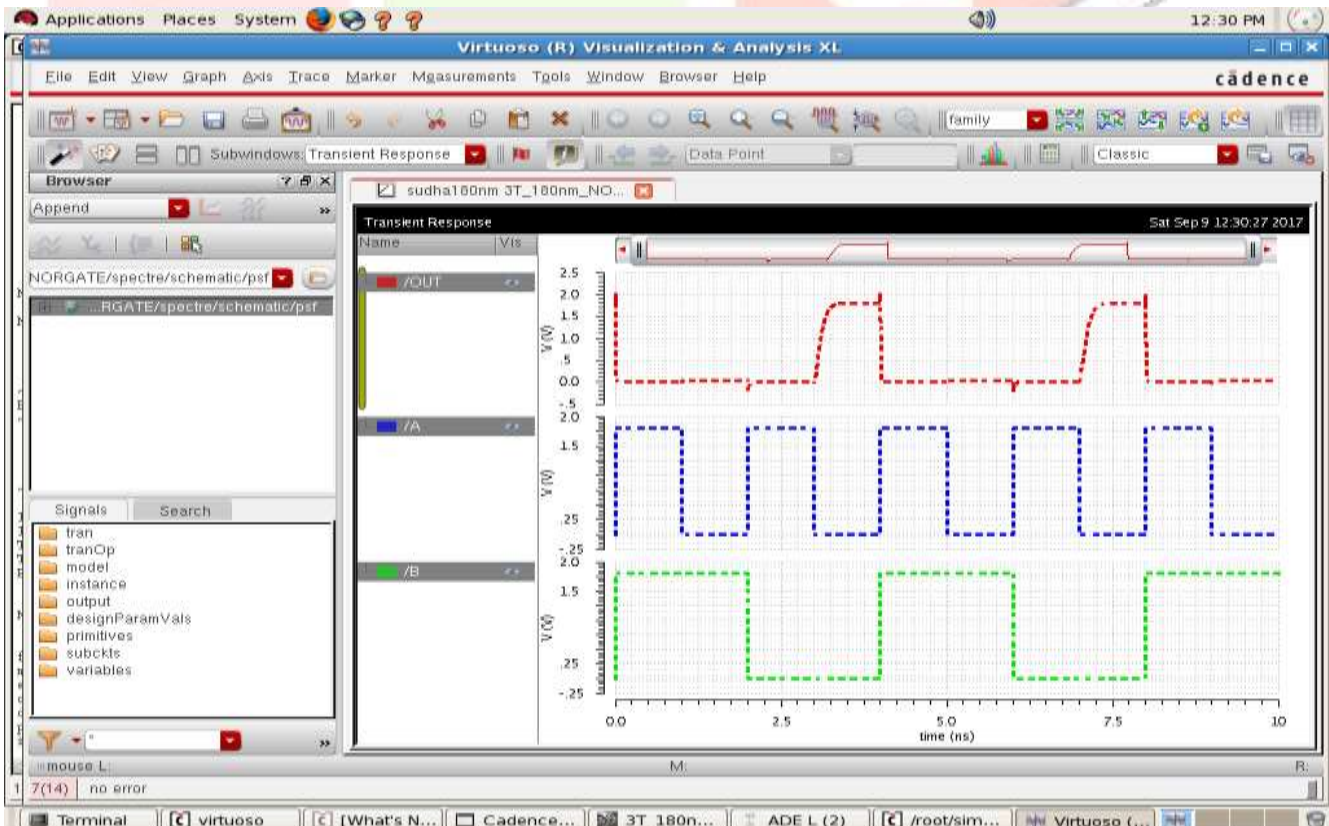 Applications Places System 12:30 PM
Virtuoso (R) Visualization & Analysis XL
File Edit View Graph Axis Trace Marker Measurements Tools Window Browser Help cādence
family
Subwindows: Transient Response Data Point Classic
Browser
sudha180nm 3T_180nm_NO...
Append
Transient Response Sat Sep 9 12:30:27 2017
Name Vis
NORGATE/spectre/schematic/psf
...RGATE/spectre/schematic/psf
/OUT
2.5
2.0
1.5
1.0
.5
0.0
-.5
V (V)
/A
2.0
1.5
.25
-.25
V (V)
/B
2.0
1.5
.25
-.25
V (V)
0.0 2.5 5.0 7.5 10
time (ns)
Signals Search
tran
tranOp
model
instance
output
designParamVals
primitives
subckts
variables
mouse L: M: R:
7(14) no error
Terminal virtuoso [What's N... Cadence... 3T_180n... ADE L (2) /root/sim... Virtuoso (...